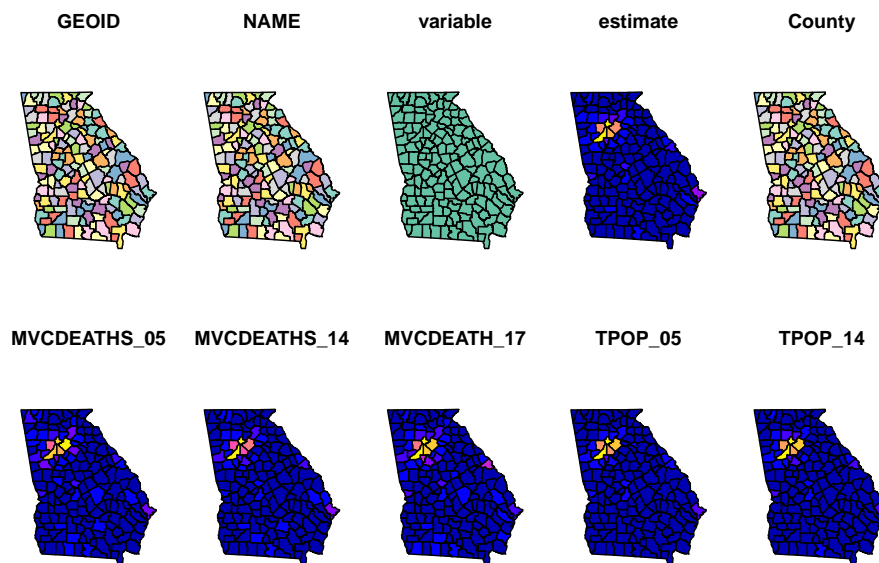 GEOID NAME variable estimate County
MVCDEATHS_05 MVCDEATHS_14 MVCDEATH_17 TPOP_05 TPOP_14